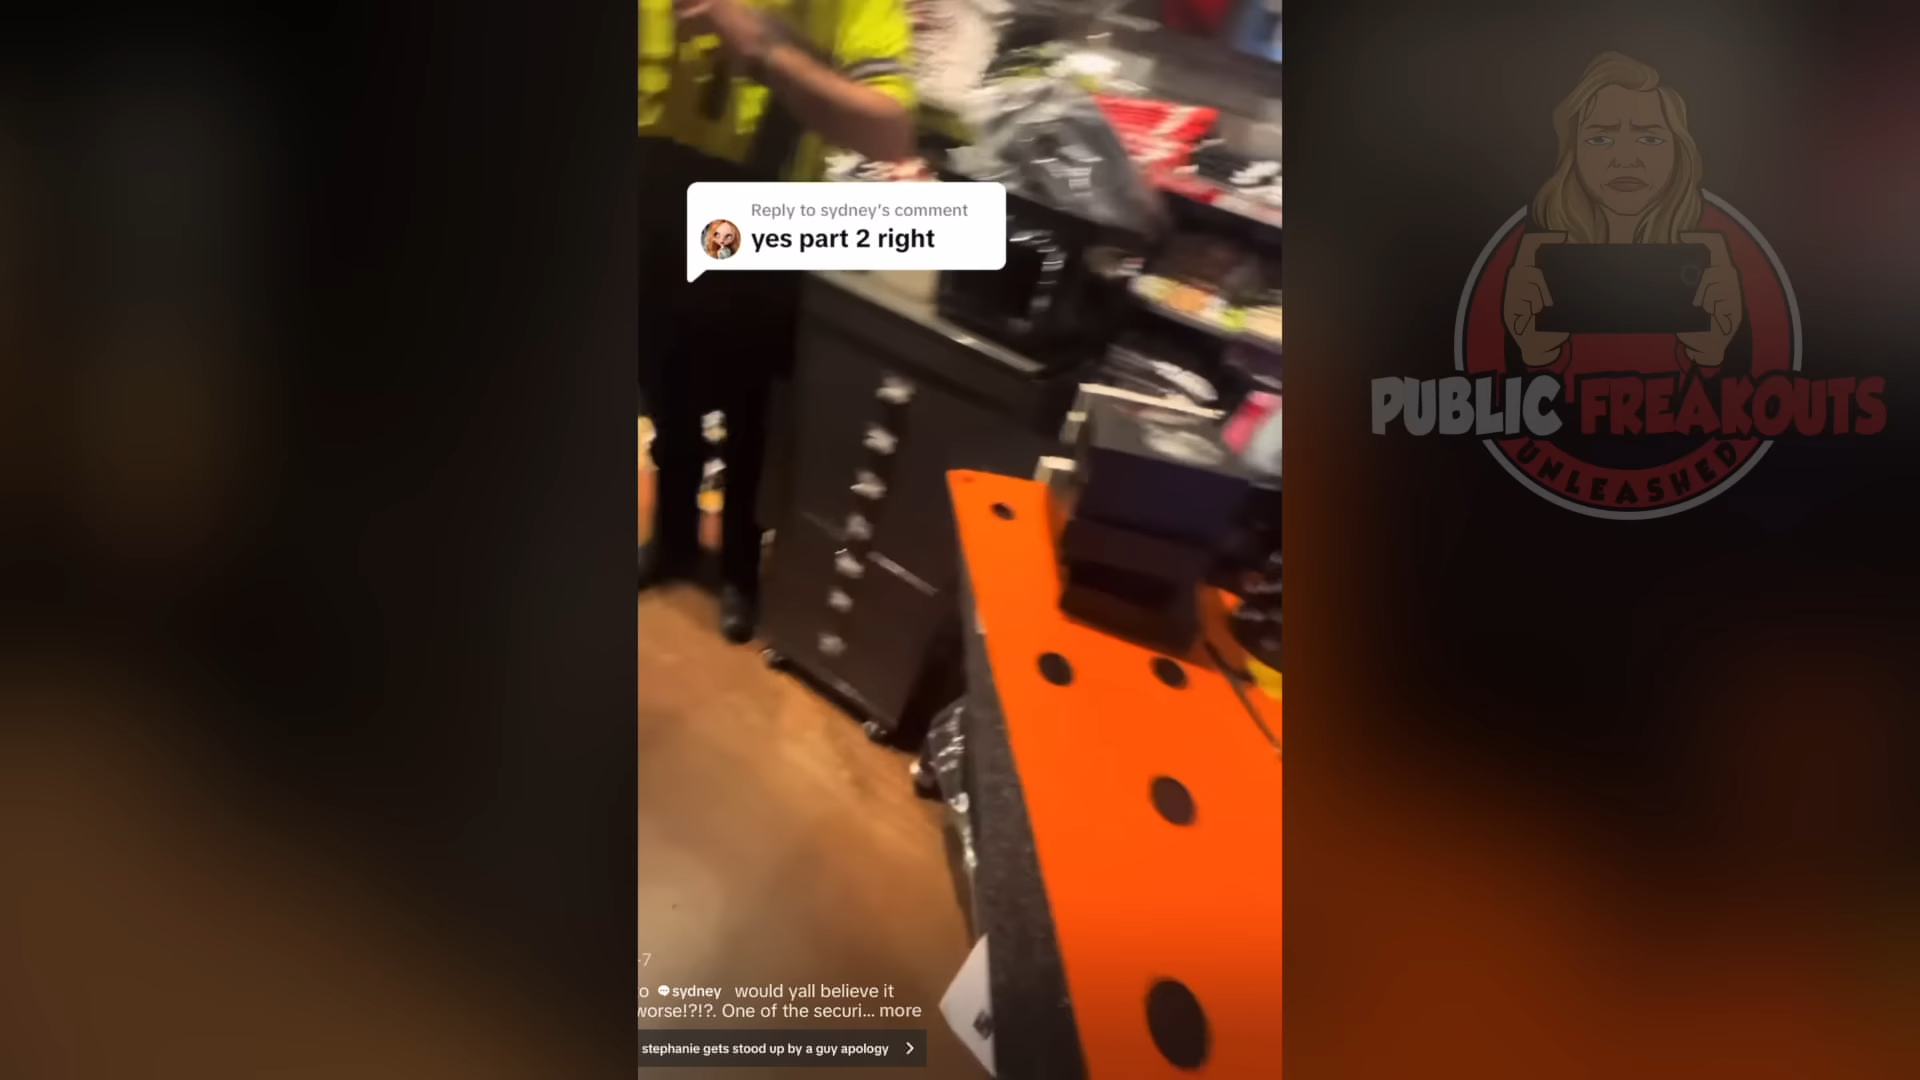 Reply to sydney's comment
yes part 2 right
PUBLIC FREAKOUTS
UNLEASHED
-7
o sydney would yall believe it
worse!?!?. One of the securi... more
stephanie gets stood up by a guy apology